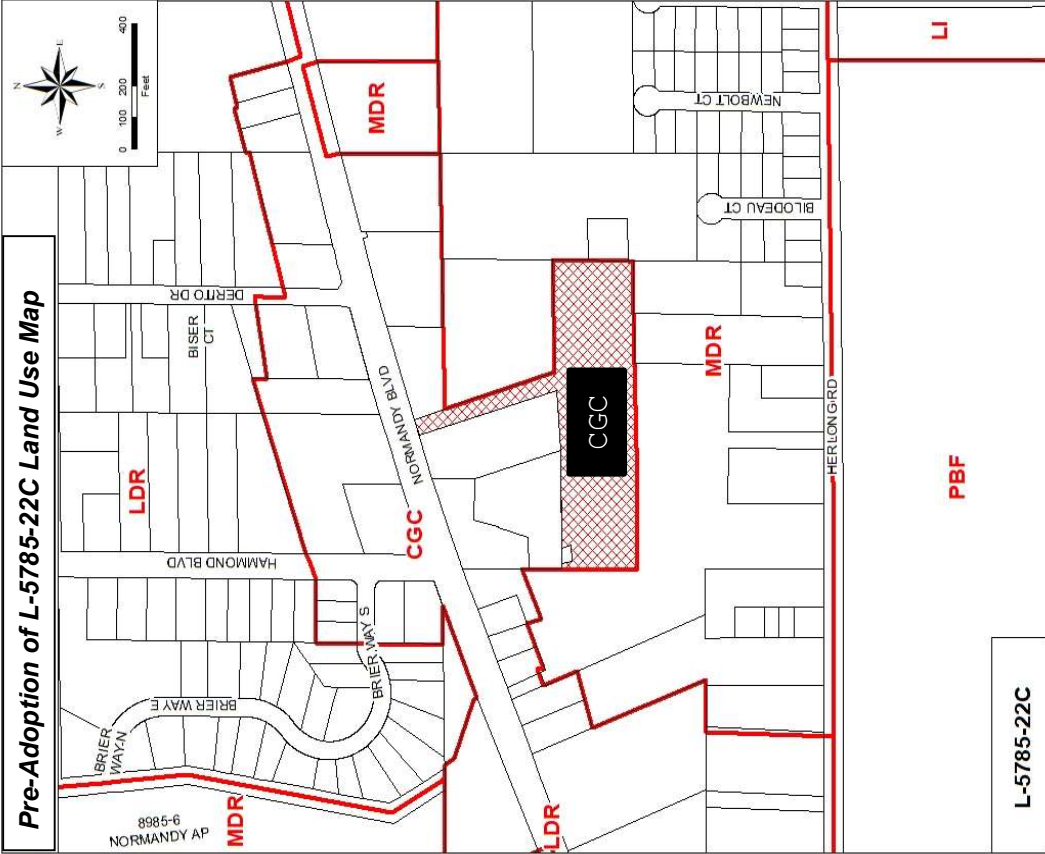 Pre-Adoption of L-5785-22C Land Use Map
N
W
E
S
0
100
200
400
Feet
DERITO DR
BISER
CT
LDR
HAMMOND BLVD
BRIER WAY S
BRIER WAY E
BRIER
WAY N
8985-6
NORMANDY AP
MDR
MDR
NORMANDY BLVD
CGC
CGC
MDR
LDR
NEWBOLT CT
BILODEAU CT
HERLONG RD
LI
PBF
L-5785-22C